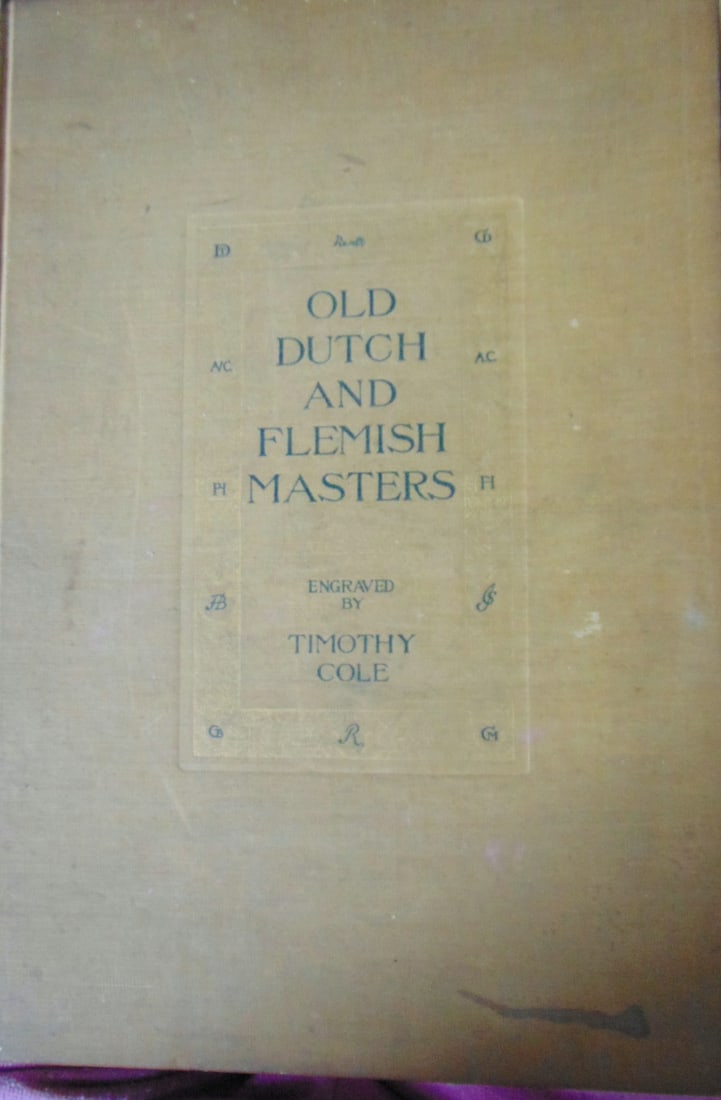 OLD
DUTCH
AND
FLEMISH
MASTERS
ENGRAVED
BY
TIMOTHY
COLE
A.C.
R.